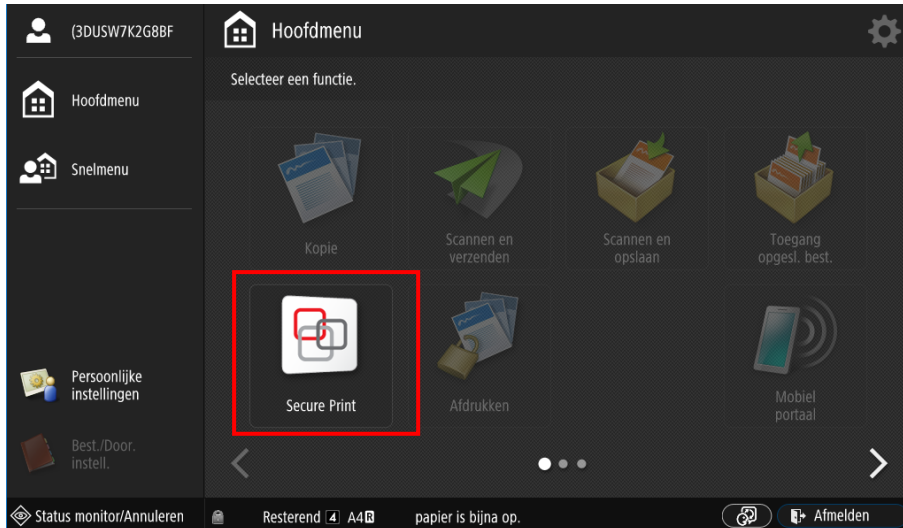 (3DUSW7K2G8BF
Hoofdmenu
Snelmenu
Persoonlijke
instellingen
Best./Door.
instell.
Hoofdmenu
Selecteer een functie.
Kopie
Scannen en
verzenden
Scannen en
opslaan
Toegang
opgesl. best.
Secure Print
Afdrukken
Mobiel
portaal
Status monitor/Annuleren
Resterend 4 A4R papier is bijna op.
Afmelden